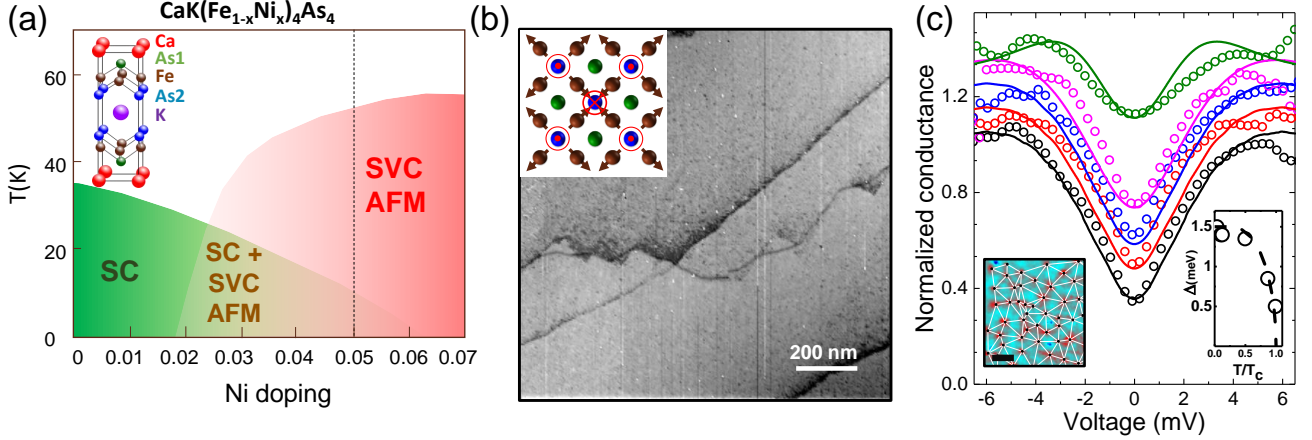 (a)
CaK(Fe1-xNix)4As4
Ca
As1
Fe
As2
K
60
40
20
0
T(K)
SC
SC +
SVC
AFM
SVC
AFM
0
0.01
0.02
0.03
0.04
0.05
0.06
0.07
Ni doping
(b)
200 nm
(c)
Normalized conductance
1.6
1.2
0.8
0.4
0.0
-6
-4
-2
0
2
4
6
Voltage (mV)
Δ(meV)
1.5
1
0.5
0.0
0.5
1.0
T/TC